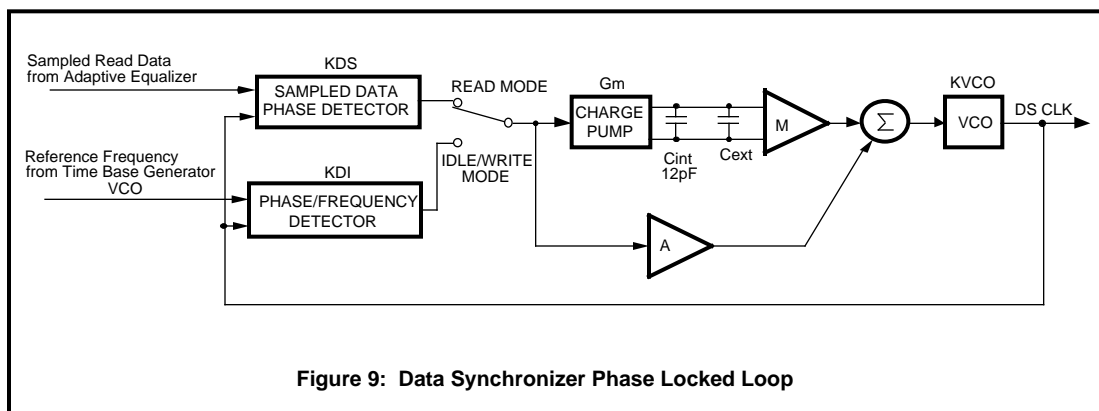 Sampled Read Data
from Adaptive Equalizer
KDS
SAMPLED DATA
PHASE DETECTOR
READ MODE
Reference Frequency
from Time Base Generator
VCO
KDI
PHASE/FREQUENCY
DETECTOR
IDLE/WRITE
MODE
Gm
CHARGE
PUMP
Cint
12pF
Cext
M
A
Σ
KVCO
VCO
DS CLK
Figure 9: Data Synchronizer Phase Locked Loop